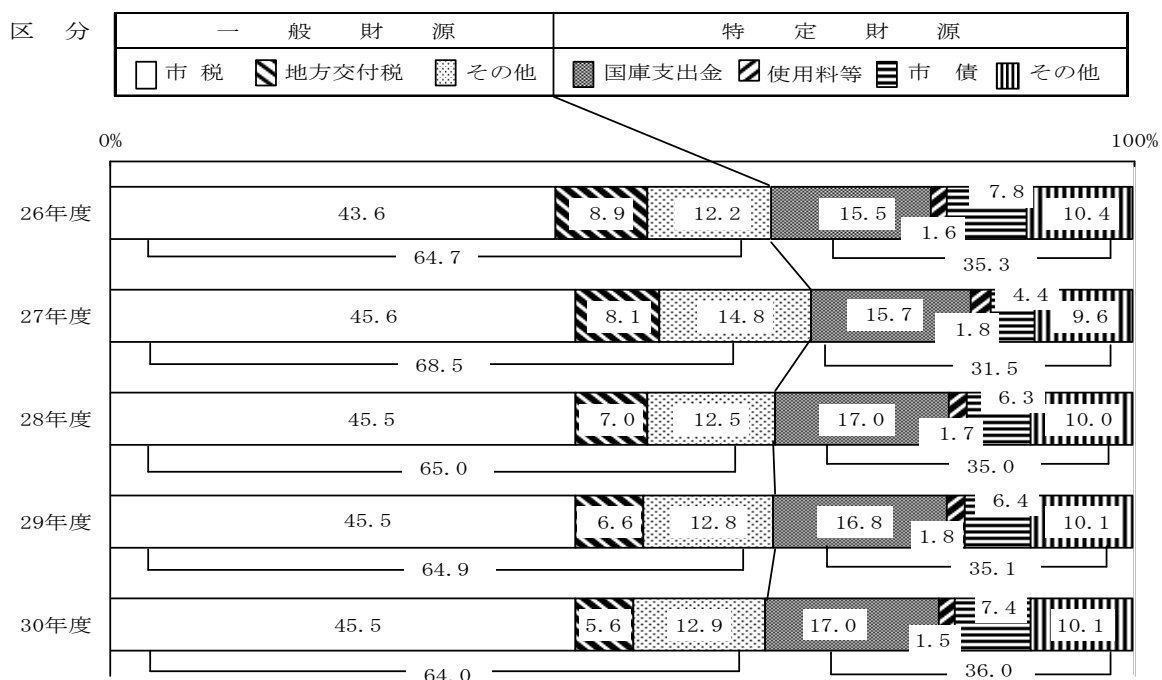 区 分 一 般 財 源 特 定 財 源
市 税 地方交付税 その他 国庫支出金 使用料等 市 債 その他
0% 100%
26年度 43.6 8.9 12.2 15.5 1.6 7.8 10.4
64.7 35.3
27年度 45.6 8.1 14.8 15.7 1.8 4.4 9.6
68.5 31.5
28年度 45.5 7.0 12.5 17.0 1.7 6.3 10.0
65.0 35.0
29年度 45.5 6.6 12.8 16.8 1.8 6.4 10.1
64.9 35.1
30年度 45.5 5.6 12.9 17.0 1.5 7.4 10.1
64.0 36.0